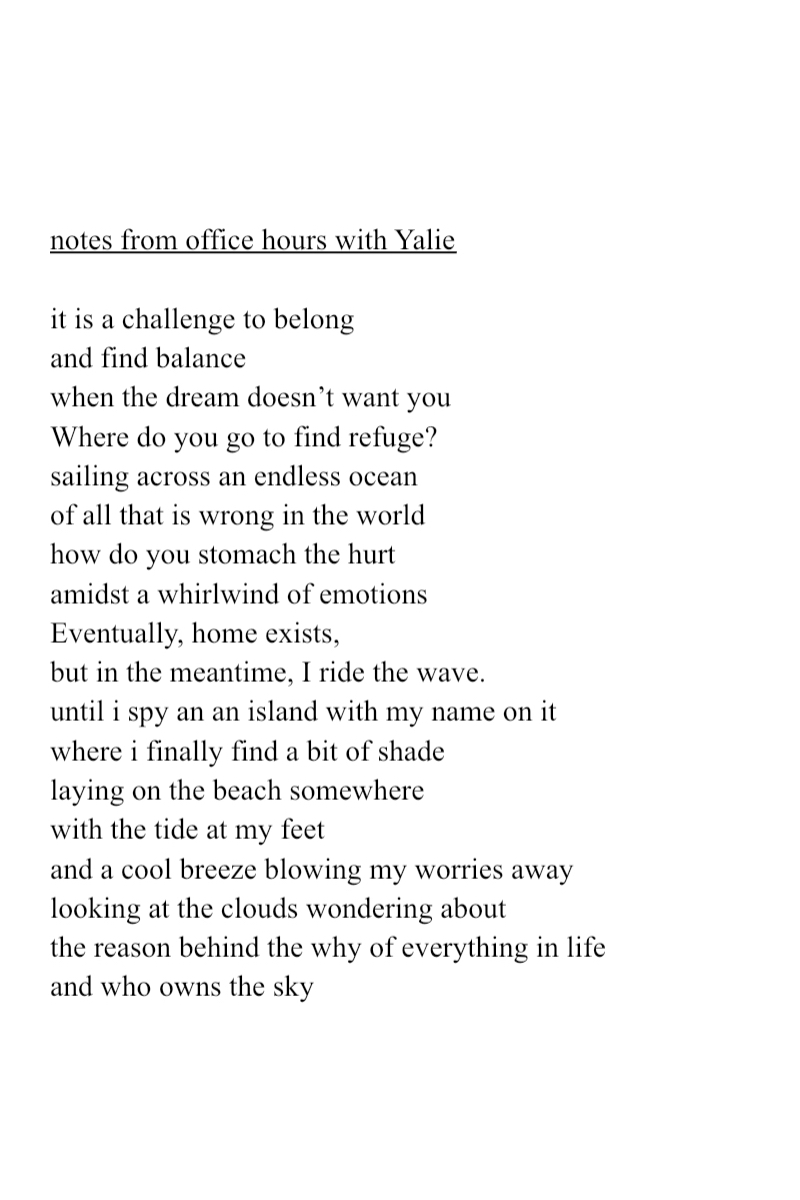 notes from office hours with Yalie
it is a challenge to belong
and find balance
when the dream doesn’t want you
Where do you go to find refuge?
sailing across an endless ocean
of all that is wrong in the world
how do you stomach the hurt
amidst a whirlwind of emotions
Eventually, home exists,
but in the meantime, I ride the wave.
until i spy an an island with my name on it
where i finally find a bit of shade
laying on the beach somewhere
with the tide at my feet
and a cool breeze blowing my worries away
looking at the clouds wondering about
the reason behind the why of everything in life
and who owns the sky